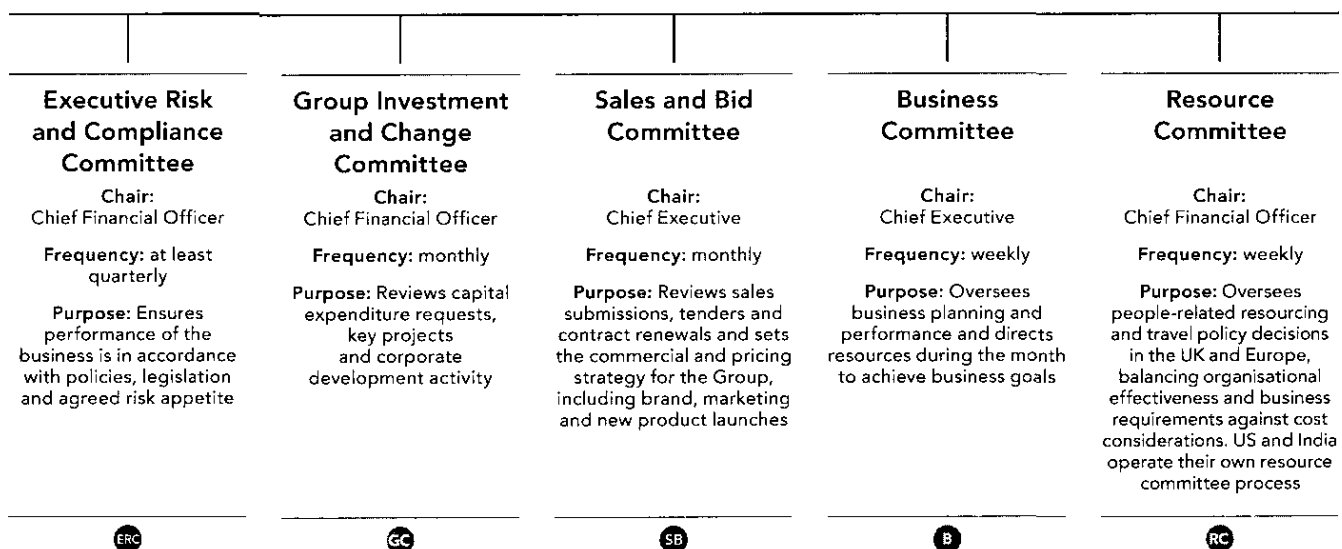 Executive Risk
and Compliance
Committee
Chair:
Chief Financial Officer
Frequency: at least
quarterly
Purpose: Ensures
performance of the
business is in accordance
with policies, legislation
and agreed risk appetite
ERC
Group Investment
and Change
Committee
Chair:
Chief Financial Officer
Frequency: monthly
Purpose: Reviews capital
expenditure requests,
key projects
and corporate
development activity
GC
Sales and Bid
Committee
Chair:
Chief Executive
Frequency: monthly
Purpose: Reviews sales
submissions, tenders and
contract renewals and sets
the commercial and pricing
strategy for the Group,
including brand, marketing
and new product launches
SB
Business
Committee
Chair:
Chief Executive
Frequency: weekly
Purpose: Oversees
business planning and
performance and directs
resources during the month
to achieve business goals
B
Resource
Committee
Chair:
Chief Financial Officer
Frequency: weekly
Purpose: Oversees
people-related resourcing
and travel policy decisions
in the UK and Europe,
balancing organisational
effectiveness and business
requirements against cost
considerations. US and India
operate their own resource
committee process
RC